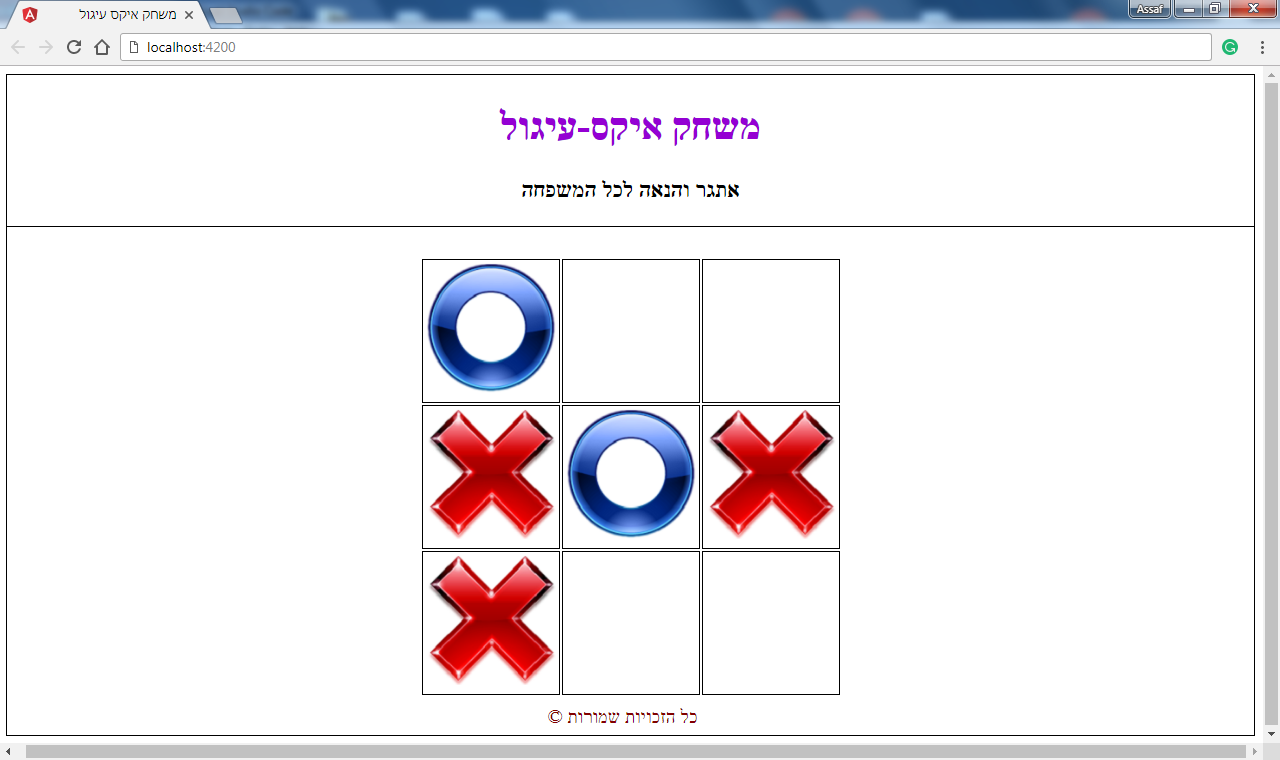 משחק איקס עיגול
Assaf
localhost:4200
משחק איקס-עיגול
אתגר והנאה לכל המשפחה
כל הזכויות שמורות ©